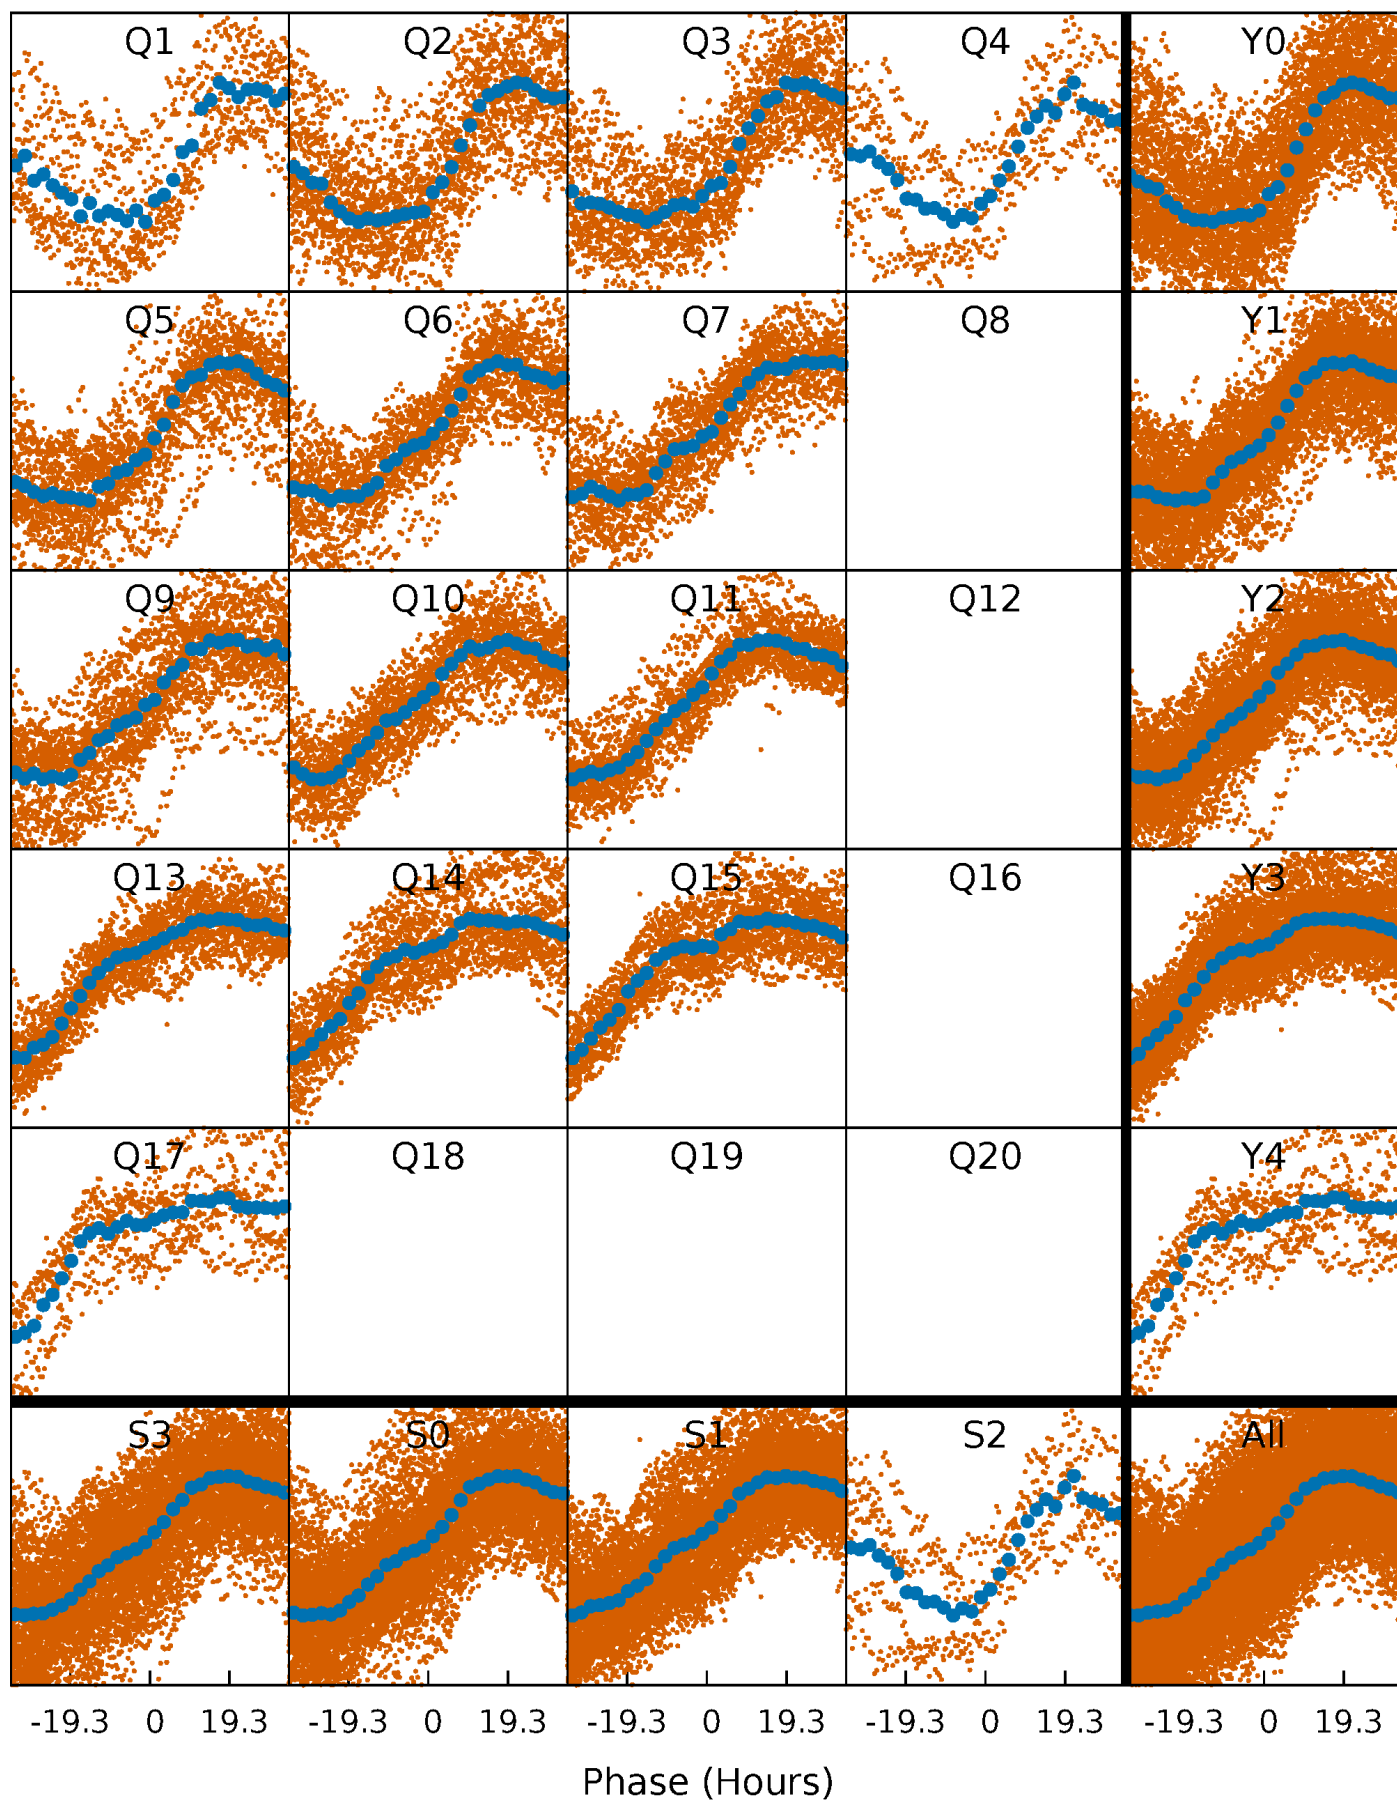 Q1 Q2 Q3 Q4 Y0
Q5 Q6 Q7 Q8 Y1
Q9 Q10 Q11 Q12 Y2
Q13 Q14 Q15 Q16 Y3
Q17 Q18 Q19 Q20 Y4
S3 S0 S1 S2 All
-19.3 0 19.3 -19.3 0 19.3 -19.3 0 19.3 -19.3 0 19.3 -19.3 0 19.3
Phase (Hours)